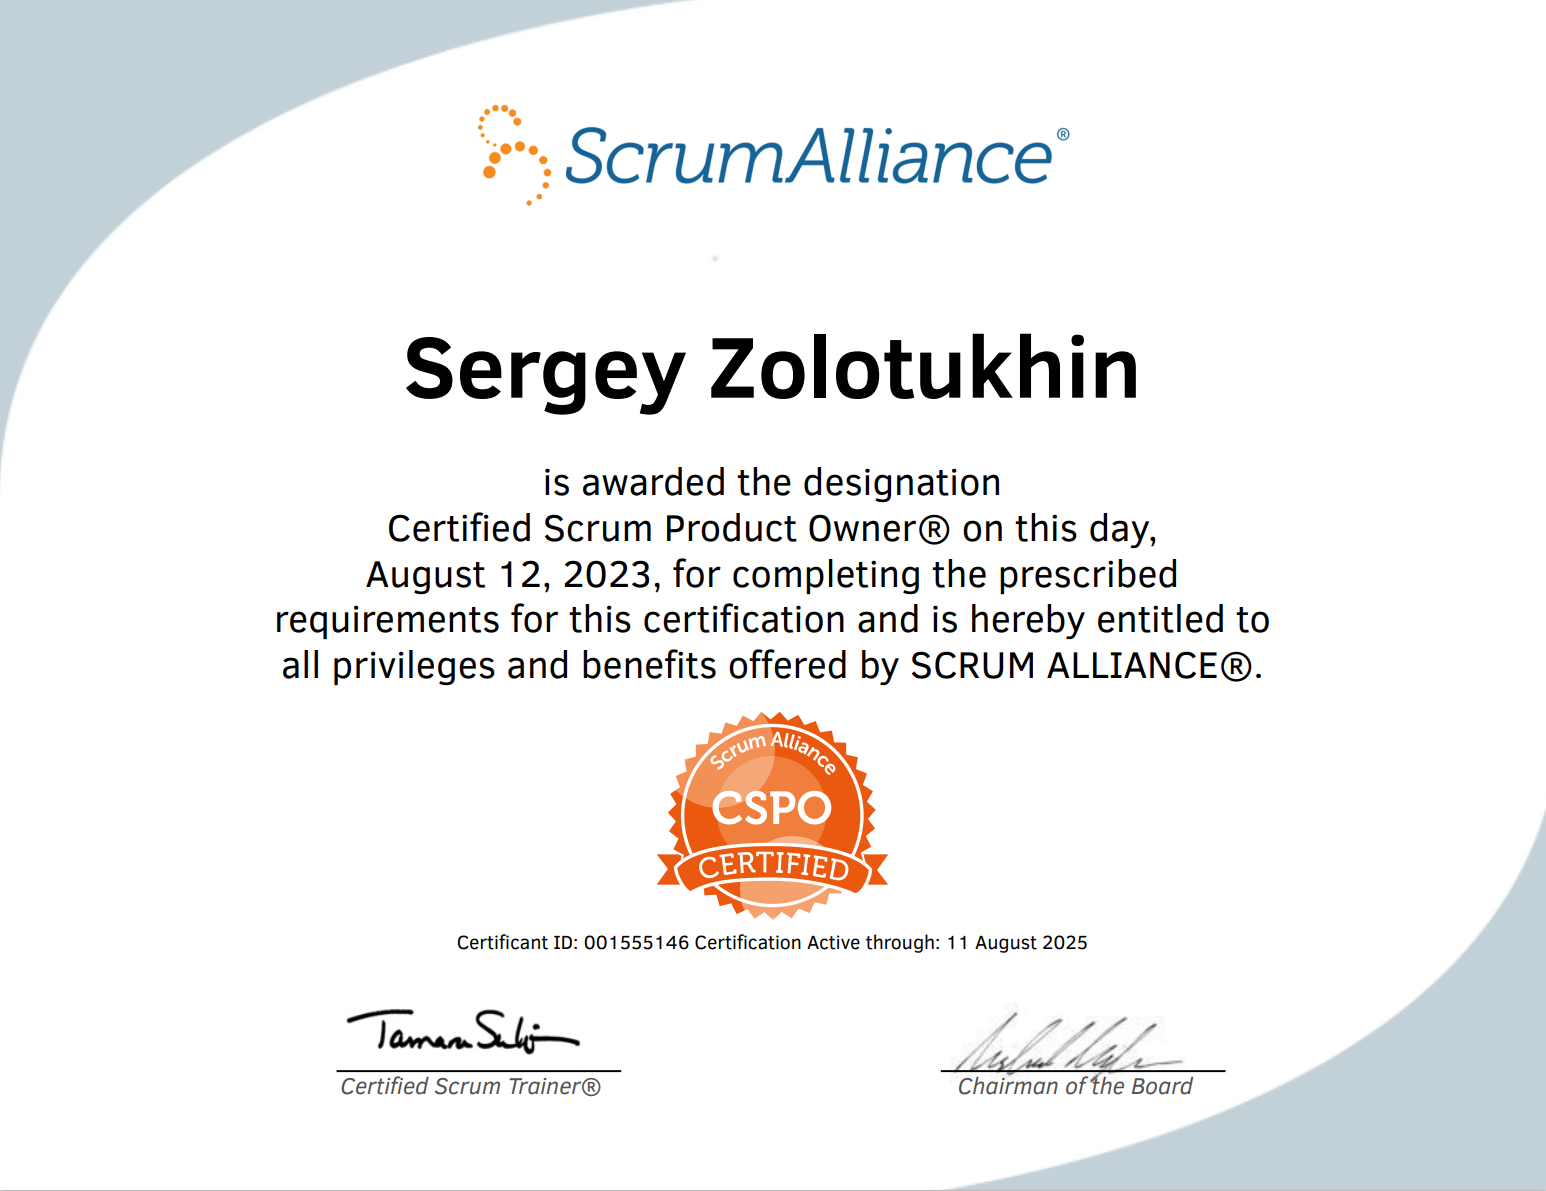 ScrumAlliance®
Sergey Zolotukhin
is awarded the designation
Certified Scrum Product Owner® on this day,
August 12, 2023, for completing the prescribed
requirements for this certification and is hereby entitled to
all privileges and benefits offered by SCRUM ALLIANCE®.
Scrum Alliance
CSPO
CERTIFIED
Certificant ID: 001555146 Certification Active through: 11 August 2025
Certified Scrum Trainer®
Chairman of the Board